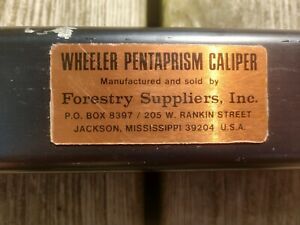 WHEELER PENTAPRISM CALIPER
Manufactured and sold by
Forestry Suppliers, Inc.
P.O. BOX 8397 / 205 W. RANKIN STREET
JACKSON, MISSISSIPPI 39204 U.S.A.